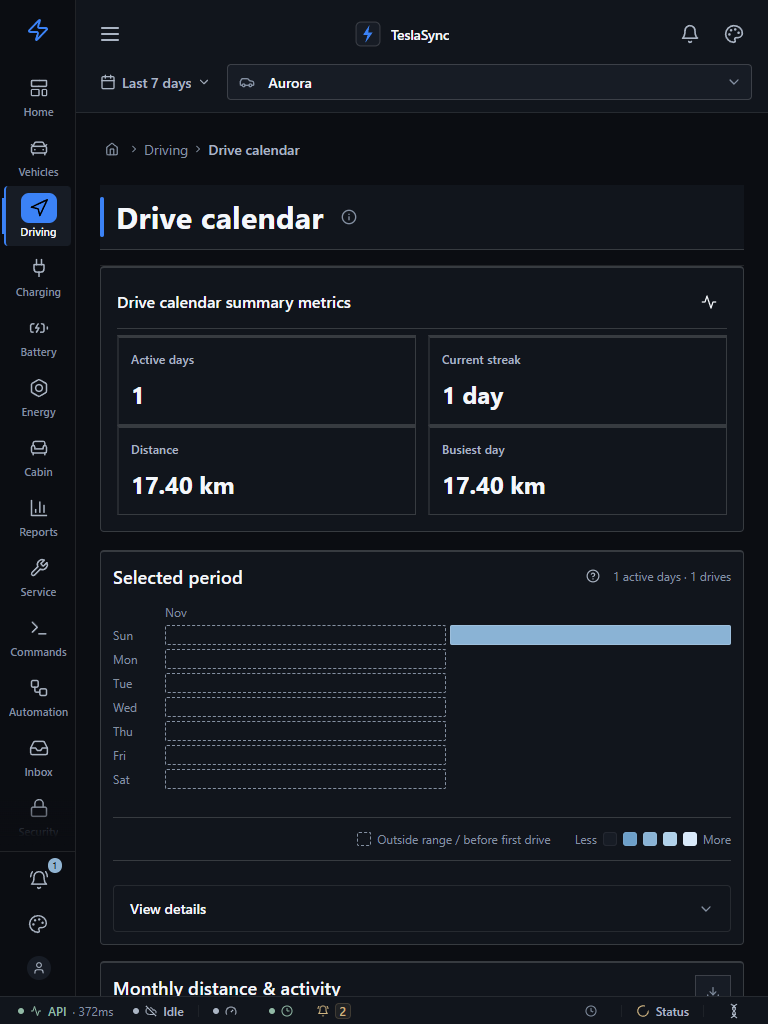 TeslaSync
Last 7 days
Aurora
Home
Vehicles
Driving
Charging
Battery
Energy
Cabin
Reports
Service
Commands
Automation
Inbox
Security
1
Driving
Drive calendar
Drive calendar
Drive calendar summary metrics
Active days
1
Current streak
1 day
Distance
17.40 km
Busiest day
17.40 km
Selected period
1 active days · 1 drives
Nov
Sun
Mon
Tue
Wed
Thu
Fri
Sat
Outside range / before first drive
Less
More
View details
Monthly distance & activity
API · 372ms
Idle
2
Status